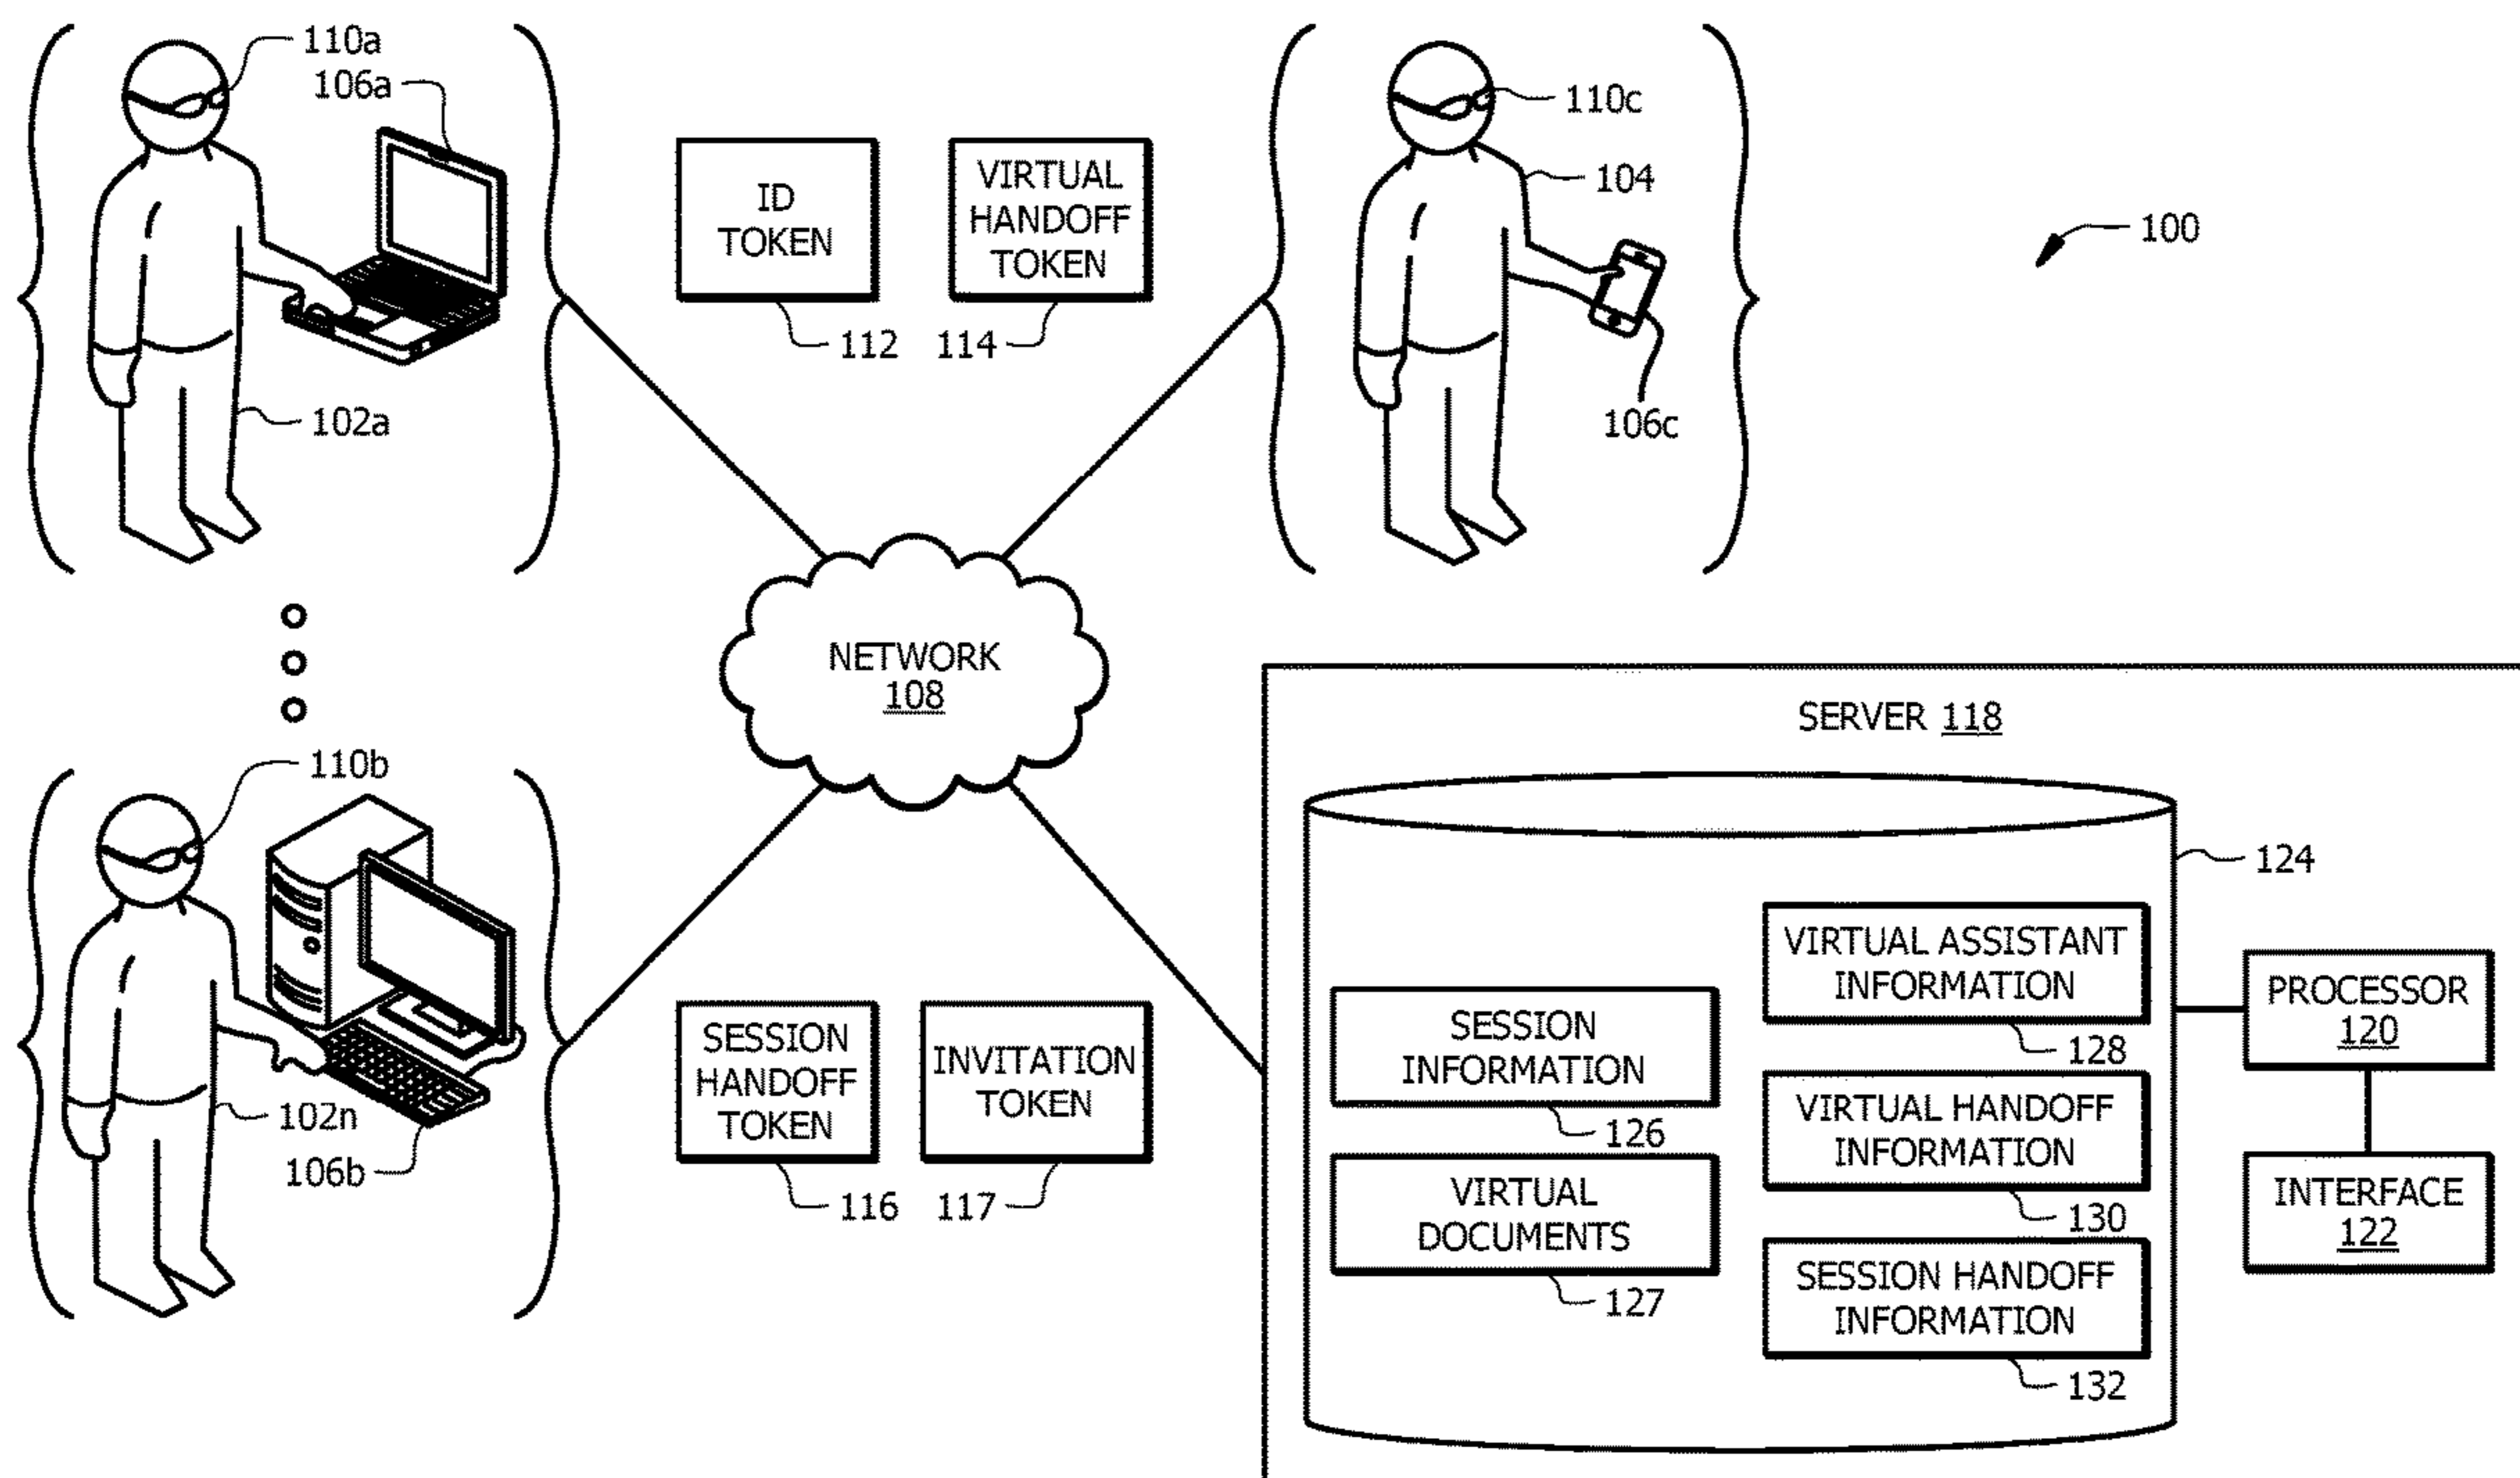 110a
106a
102a
ID
TOKEN
112
VIRTUAL
HANDOFF
TOKEN
114
110c
104
106c
100
NETWORK
108
110b
102n
106b
SESSION
HANDOFF
TOKEN
116
INVITATION
TOKEN
117
SERVER 118
124
SESSION
INFORMATION
126
VIRTUAL
DOCUMENTS
127
VIRTUAL ASSISTANT
INFORMATION
128
VIRTUAL HANDOFF
INFORMATION
130
SESSION HANDOFF
INFORMATION
132
PROCESSOR
120
INTERFACE
122